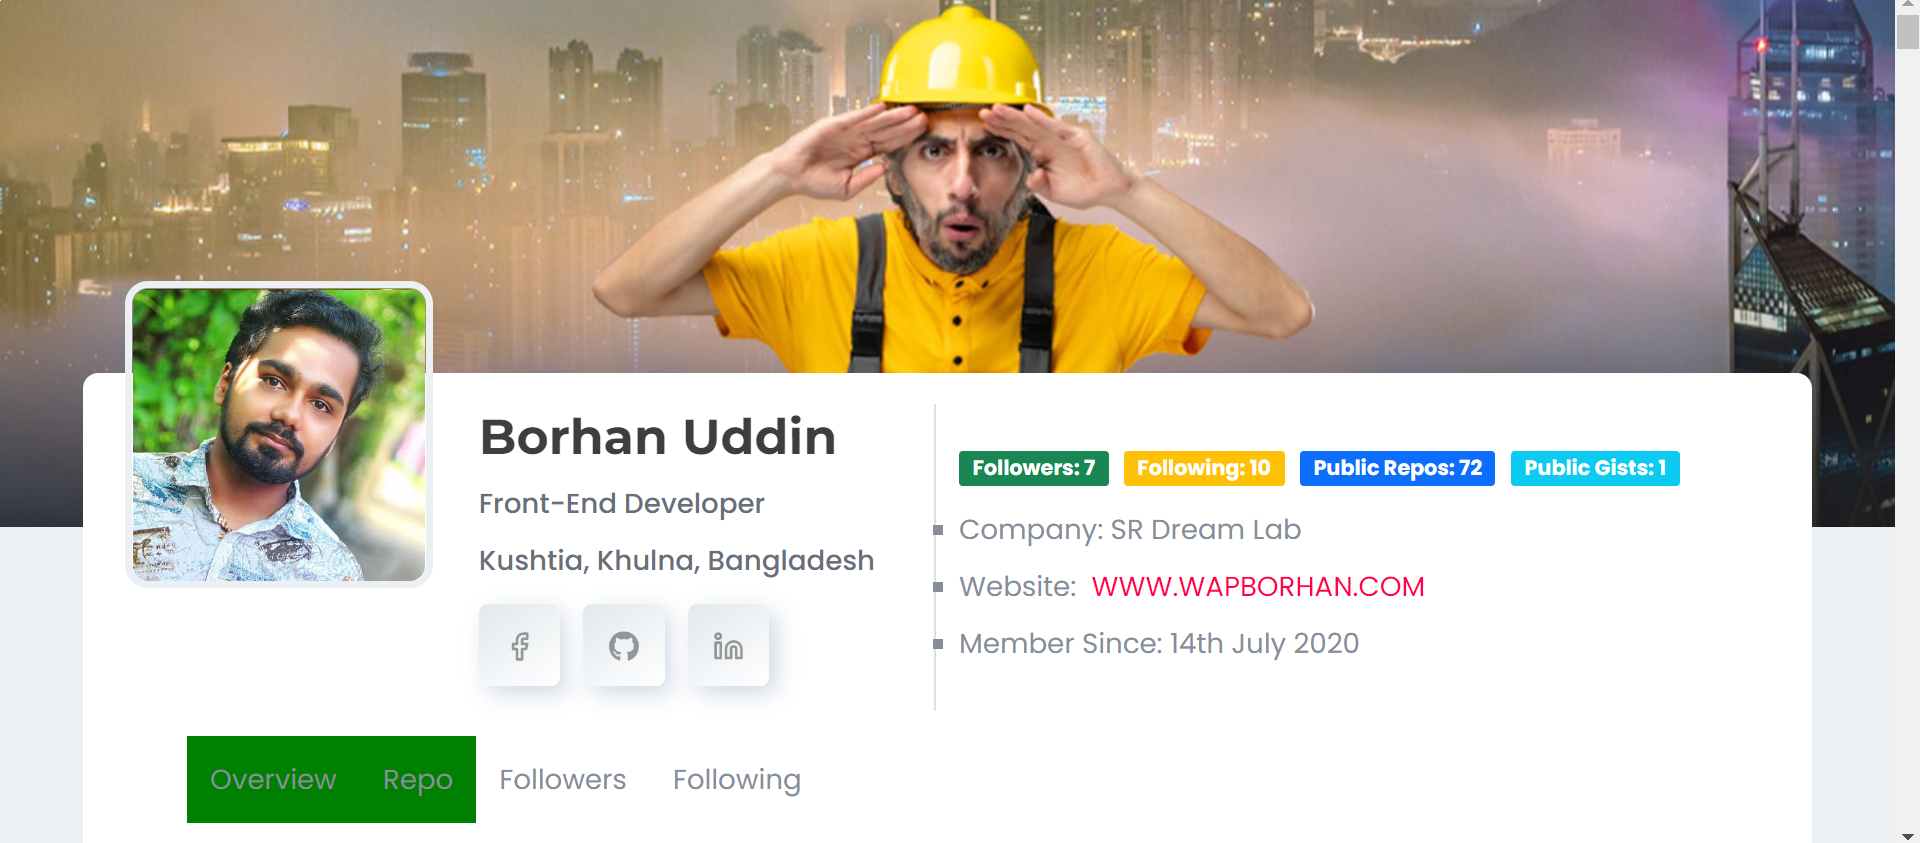 Borhan Uddin
Front-End Developer
Kushtia, Khulna, Bangladesh
Followers: 7
Following: 10
Public Repos: 72
Public Gists: 1
Company: SR Dream Lab
Website: WWW.WAPBORHAN.COM
Member Since: 14th July 2020
Overview
Repo
Followers
Following